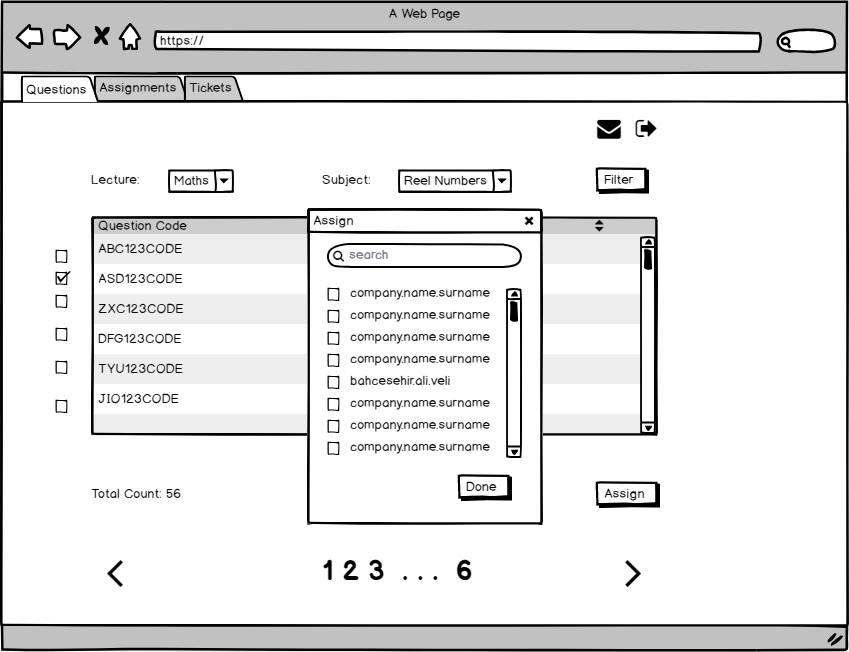 A Web Page
https://
Questions Assignments Tickets
Lecture: Maths Subject: Reel Numbers Filter
Question Code
ABC123CODE
ASD123CODE
ZXC123CODE
DFG123CODE
TYU123CODE
JIO123CODE
Assign
search
company.name.surname
company.name.surname
company.name.surname
company.name.surname
bahcesehir.ali.veli
company.name.surname
company.name.surname
company.name.surname
Done
Total Count: 56
Assign
1 2 3 ... 6